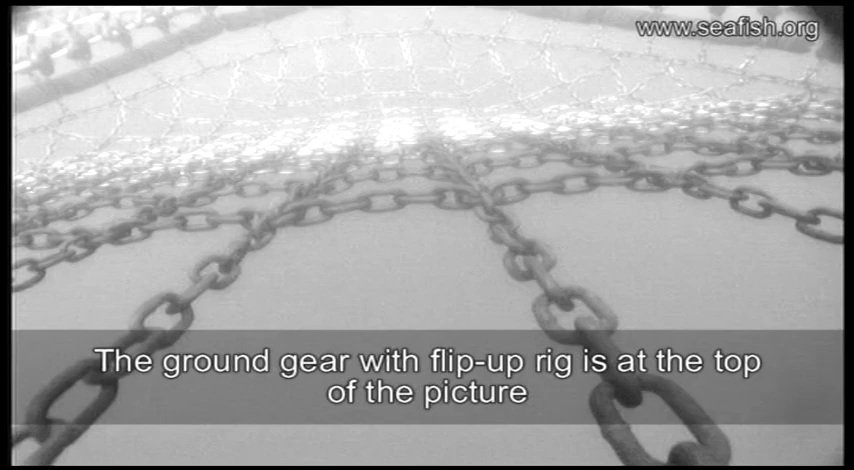 www.seafish.org
The ground gear with flip-up rig is at the top
of the picture